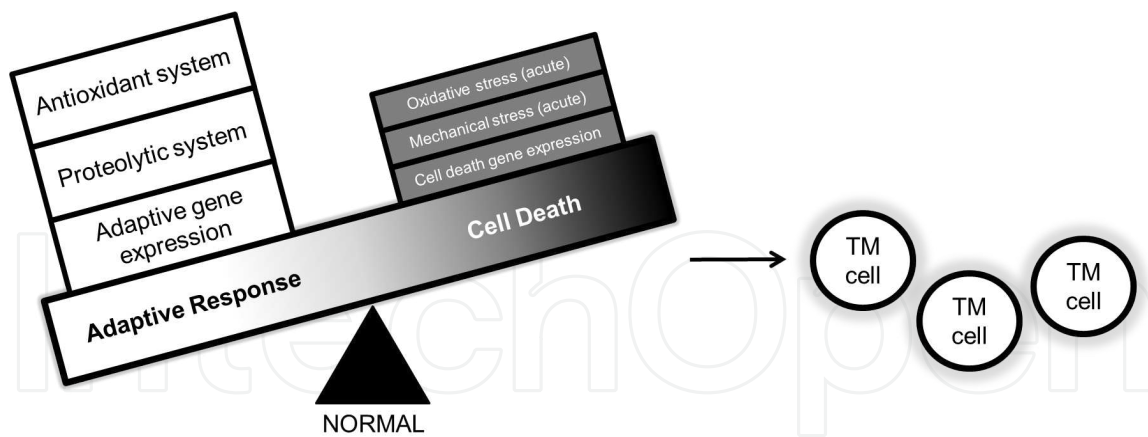 Antioxidant system
Proteolytic system
Adaptive gene
expression
Adaptive Response
Oxidative stress (acute)
Mechanical stress (acute)
Cell death gene expression
Cell Death
NORMAL
TM
cell
TM
cell
TM
cell
IntechOpen